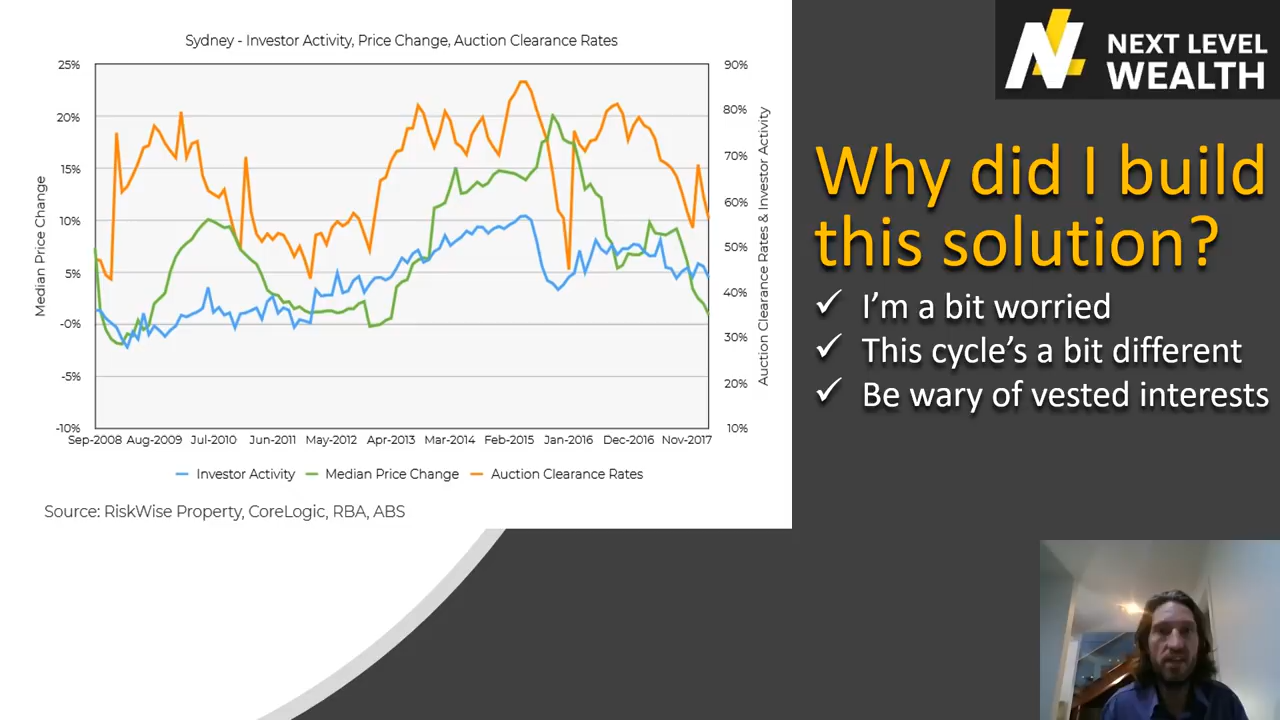 Sydney - Investor Activity, Price Change, Auction Clearance Rates
25%
20%
15%
10%
5%
-0%
-5%
-10%
Median Price Change
90%
80%
70%
60%
50%
40%
30%
20%
10%
Auction Clearance Rates & Investor Activity
Sep-2008 Aug-2009 Jul-2010 Jun-2011 May-2012 Apr-2013 Mar-2014 Feb-2015 Jan-2016 Dec-2016 Nov-2017
Investor Activity Median Price Change Auction Clearance Rates
Source: RiskWise Property, CoreLogic, RBA, ABS
NL
NEXT LEVEL
WEALTH
Why did I build
this solution?
✓ I'm a bit worried
✓ This cycle's a bit different
✓ Be wary of vested interests